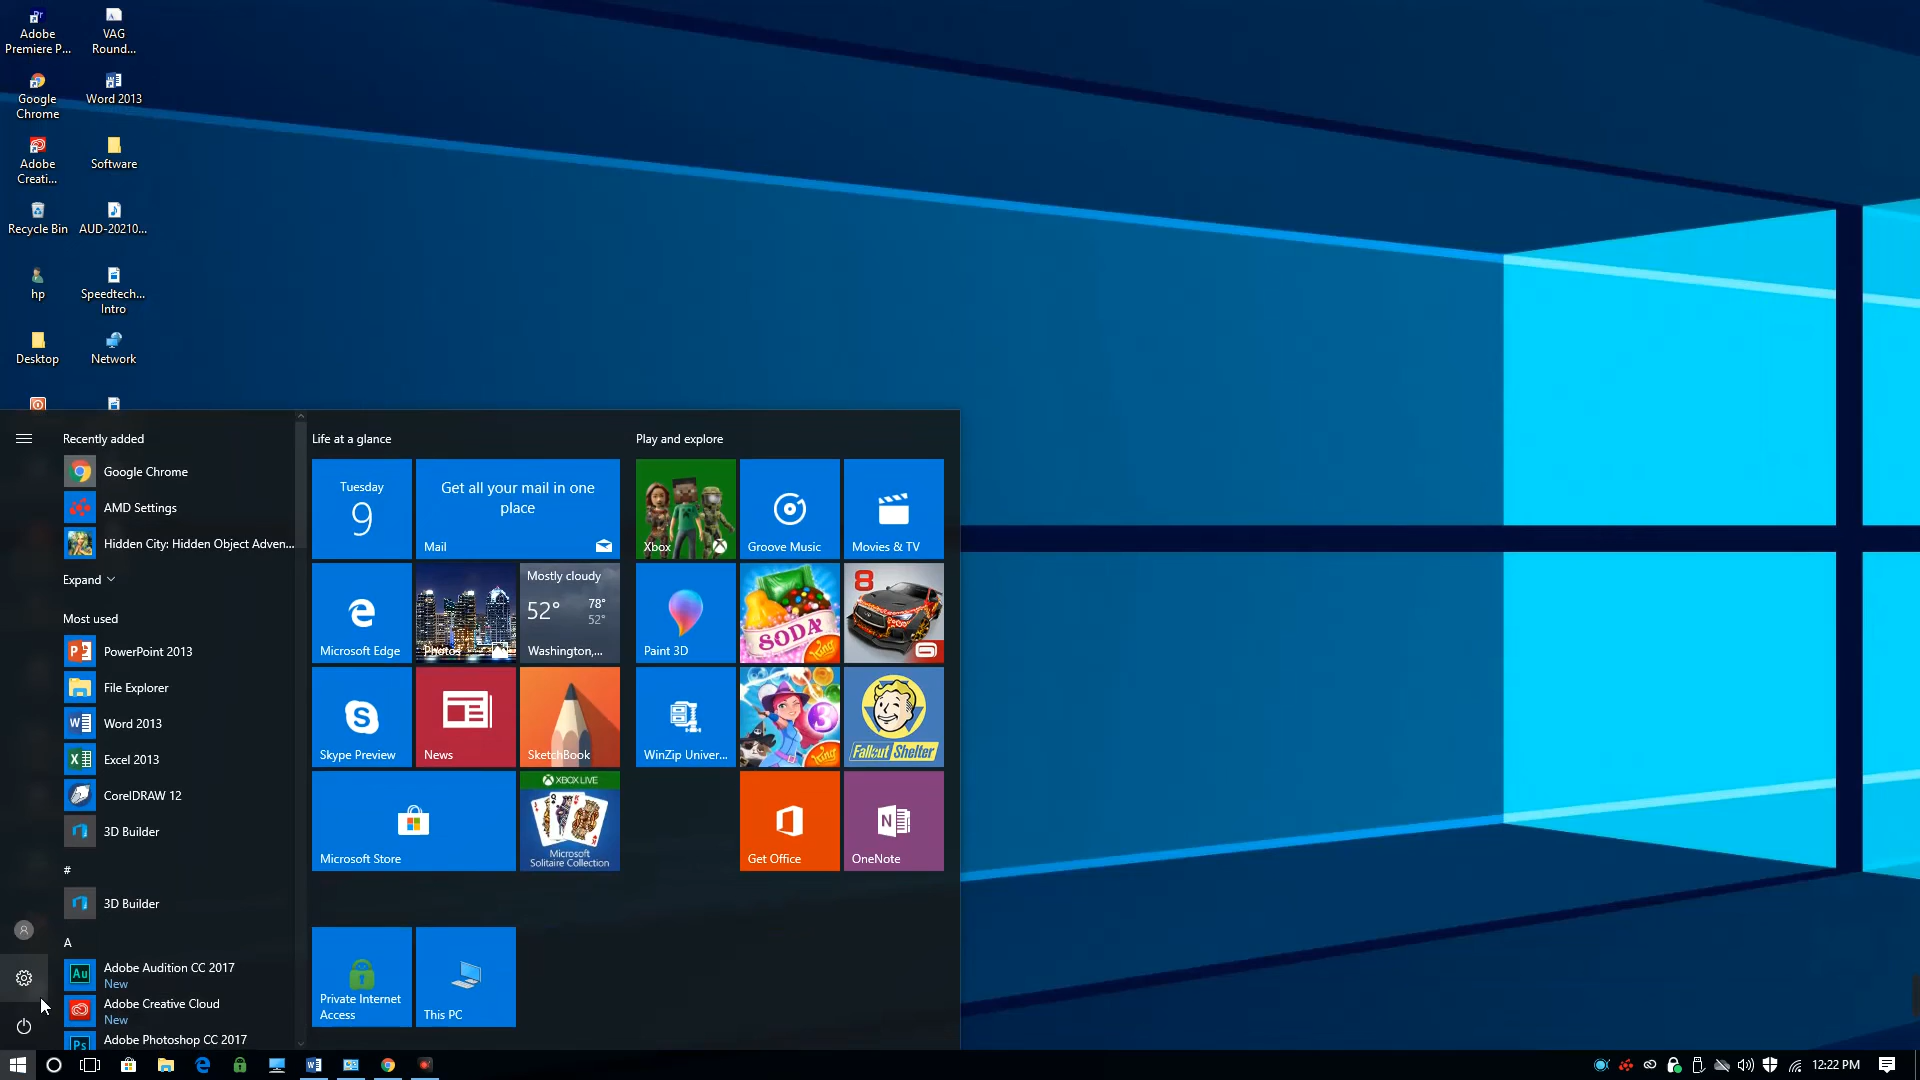 Adobe
Premiere P...
VAG
Round...
Google
Chrome
Word 2013
Adobe
Creati...
Software
Recycle Bin
AUD-20210...
hp
Speedtech...
Intro
Desktop
Network
Recently added
Google Chrome
AMD Settings
Hidden City: Hidden Object Adven...
Expand
Most used
PowerPoint 2013
File Explorer
Word 2013
Excel 2013
CorelDRAW 12
3D Builder
#
3D Builder
A
Adobe Audition CC 2017
New
Adobe Creative Cloud
New
Adobe Photoshop CC 2017
Life at a glance
Tuesday
9
Get all your mail in one
place
Mail
Microsoft Edge
Photos
Mostly cloudy
52°
78°
52°
Washington,...
Skype Preview
News
SketchBook
Microsoft Store
XBOX LIVE
Microsoft
Solitaire Collection
Private Internet
Access
This PC
Play and explore
Xbox
Groove Music
Movies & TV
Paint 3D
SODA
King
8
WinZip Univer...
3
King
Fallout Shelter
Get Office
OneNote
12:22 PM